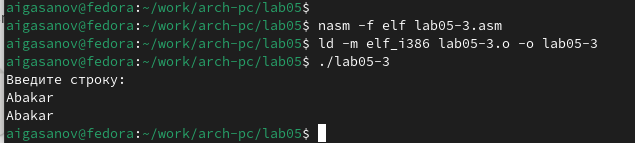 aigasanov@fedora:~/work/arch-pc/lab05$
aigasanov@fedora:~/work/arch-pc/lab05$ nasm -f elf lab05-3.asm
aigasanov@fedora:~/work/arch-pc/lab05$ ld -m elf_i386 lab05-3.o -o lab05-3
aigasanov@fedora:~/work/arch-pc/lab05$ ./lab05-3
Введите строку:
Abakar
Abakar
aigasanov@fedora:~/work/arch-pc/lab05$